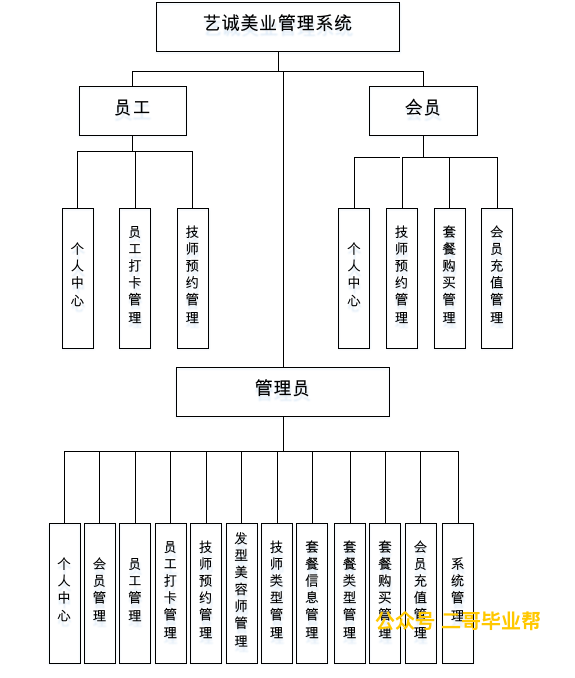 艺诚美业管理系统
员工
会员
个人中心
员工打卡管理
技师预约管理
个人中心
技师预约管理
套餐购买管理
会员充值管理
管理员
个人中心
会员管理
员工管理
员工打卡管理
技师预约管理
发型美容师管理
技师类型管理
套餐信息管理
套餐类型管理
套餐购买管理
会员充值管理
系统管理
公众号 二哥毕业帮